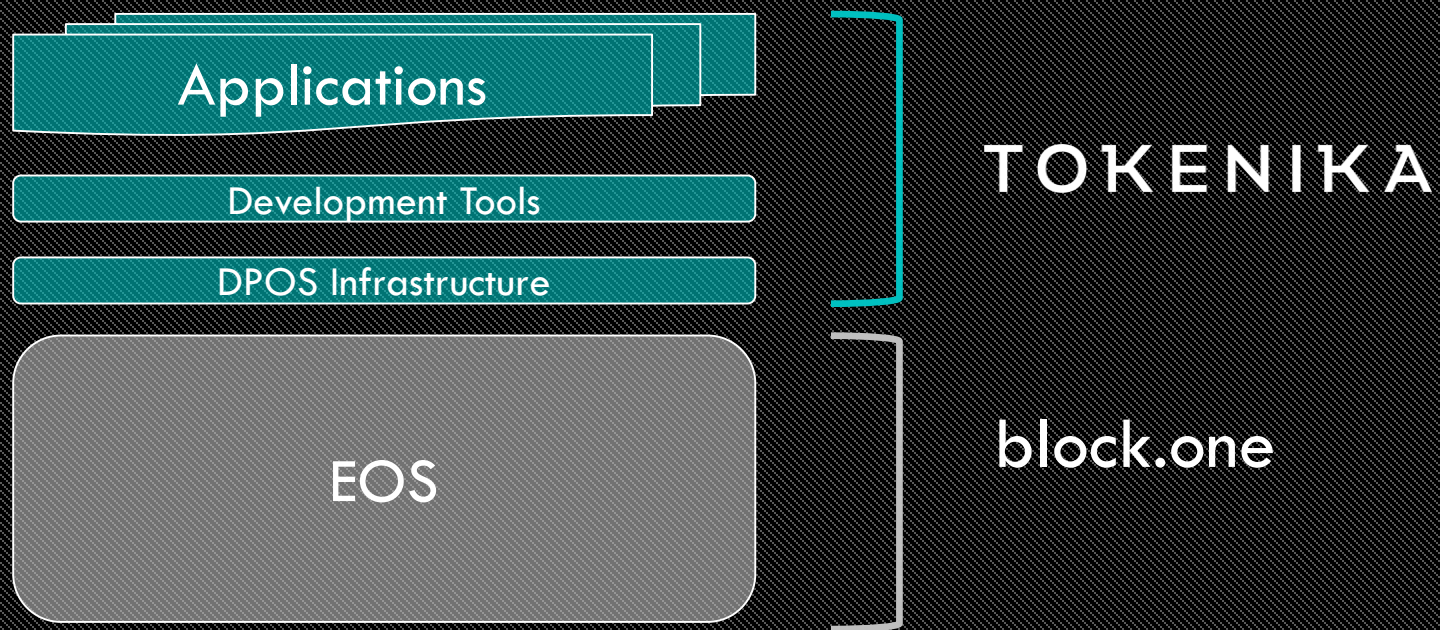 Applications
Development Tools
DPOS Infrastructure
EOS
TOKENIKA
block.one